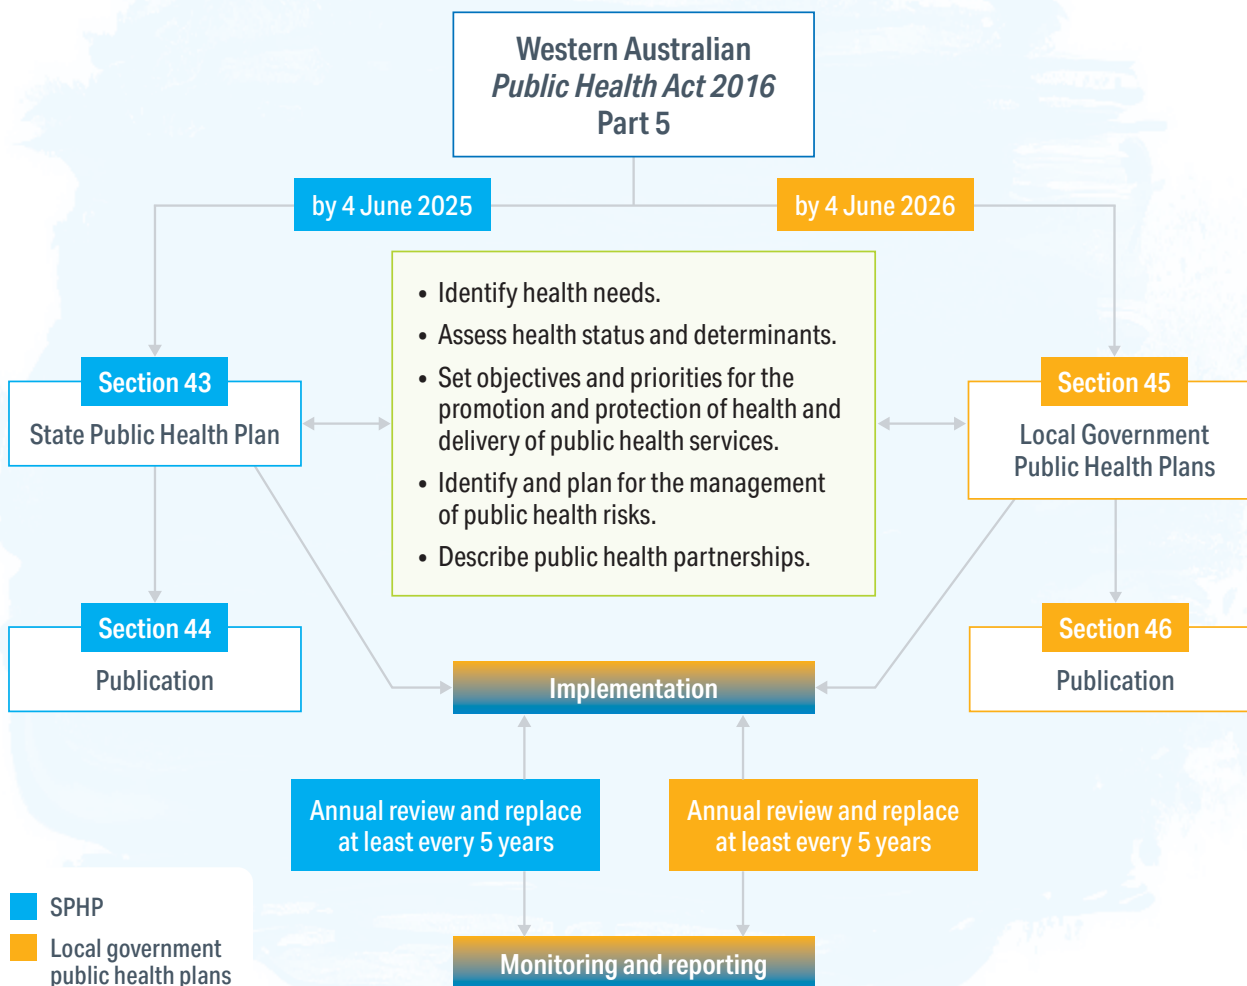 Western Australian
Public Health Act 2016
Part 5
by 4 June 2025
by 4 June 2026
• Identify health needs.
• Assess health status and determinants.
• Set objectives and priorities for the
promotion and protection of health and
delivery of public health services.
• Identify and plan for the management
of public health risks.
• Describe public health partnerships.
Section 43
State Public Health Plan
Section 45
Local Government
Public Health Plans
Section 44
Publication
Section 46
Publication
Implementation
Annual review and replace
at least every 5 years
Annual review and replace
at least every 5 years
SPHP
Local government
public health plans
Monitoring and reporting